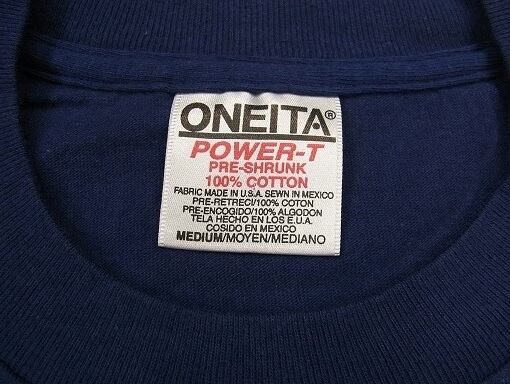 ONEITA®
POWER-T
PRE-SHRUNK
100% COTTON
FABRIC MADE IN U.S.A. SEWN IN MEXICO
PRE-RETRECI/100% COTON
PRE-ENCOGIDO/100% ALGODON
TELA HECHO EN LOS E.U.A.
COSIDO EN MEXICO
MEDIUM/MOYEN/MEDIANO